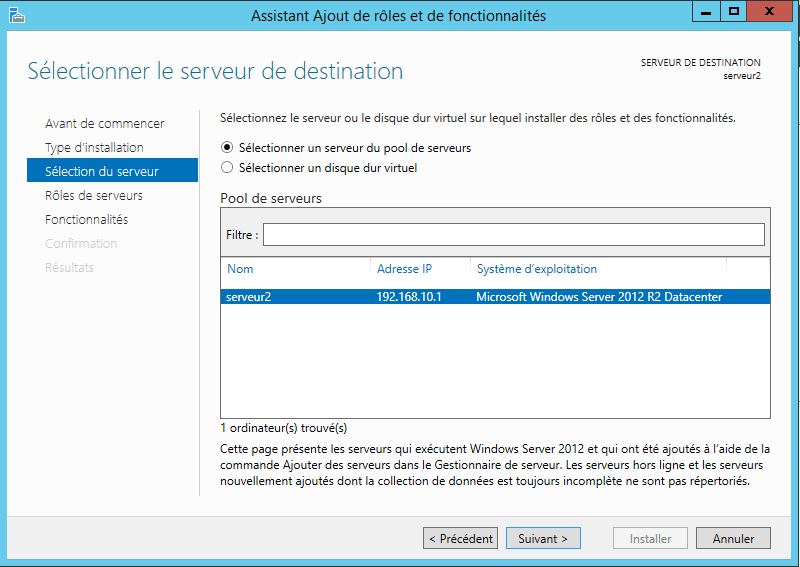 Assistant Ajout de rôles et de fonctionnalités
Sélectionner le serveur de destination
SERVEUR DE DESTINATION
serveur2
Avant de commencer
Type d'installation
Sélection du serveur
Rôles de serveurs
Fonctionnalités
Confirmation
Résultats
Sélectionnez le serveur ou le disque dur virtuel sur lequel installer des rôles et des fonctionnalités.
Sélectionner un serveur du pool de serveurs
Sélectionner un disque dur virtuel
Pool de serveurs
Filtre :
Nom Adresse IP Système d'exploitation
serveur2 192.168.10.1 Microsoft Windows Server 2012 R2 Datacenter
1 ordinateur(s) trouvé(s)
Cette page présente les serveurs qui exécutent Windows Server 2012 et qui ont été ajoutés à l'aide de la
commande Ajouter des serveurs dans le Gestionnaire de serveur. Les serveurs hors ligne et les serveurs
nouvellement ajoutés dont la collection de données est toujours incomplète ne sont pas répertoriés.
< Précédent Suivant > Installer Annuler